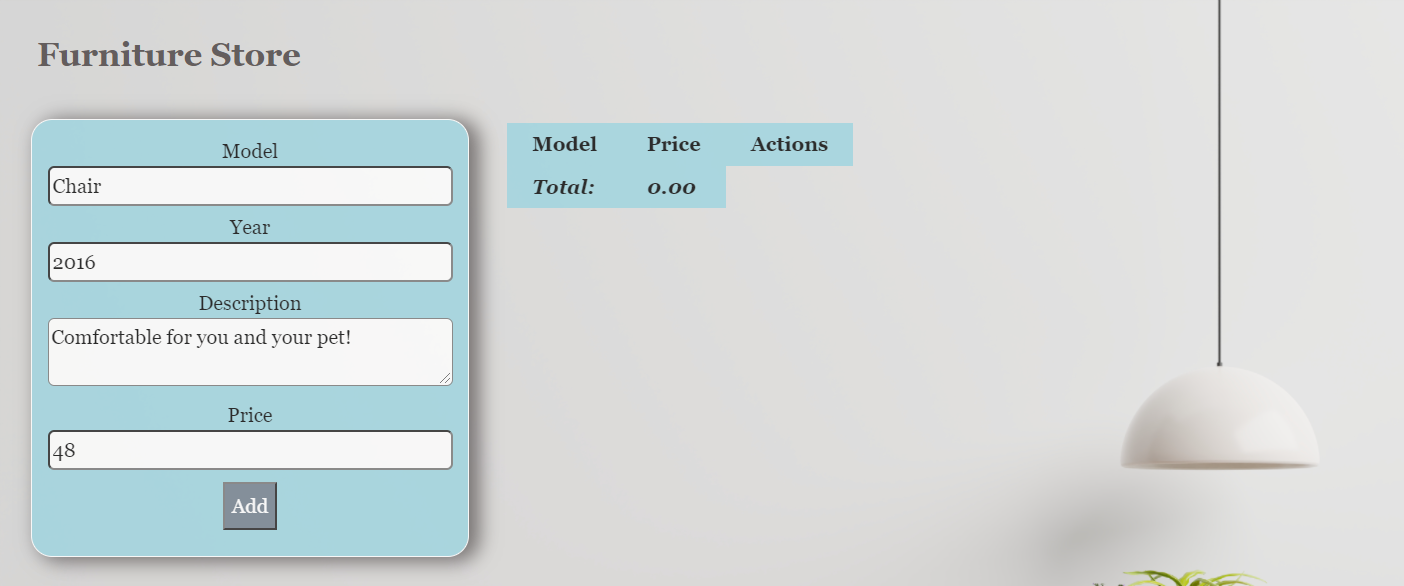 Furniture Store
Model
Chair
Year
2016
Description
Comfortable for you and your pet!
Price
48
Add
Model Price Actions
Total: 0.00